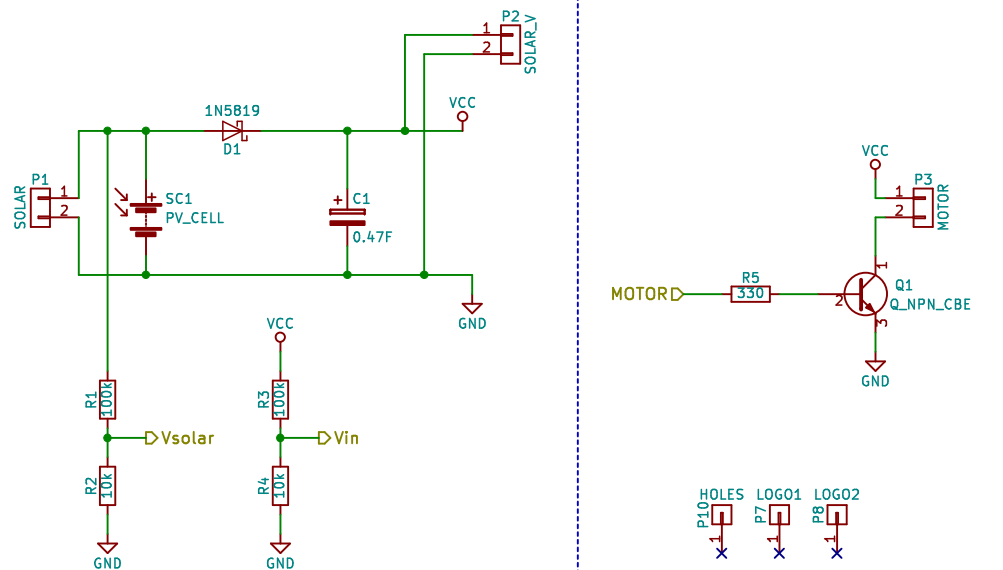 P2
1
2
SOLAR_V
1N5819
D1
VCC
P1
1
2
SOLAR
+
SC1
PV_CELL
+
C1
0.47F
GND
VCC
R1
100k
R3
100k
Vsolar
Vin
R2
10k
R4
10k
GND
GND
VCC
P3
1
2
MOTOR
MOTOR
R5
330
1
2
3
Q1
Q_NPN_CBE
GND
HOLES
LOGO1
LOGO2
P10
P7
P8
1
1
1